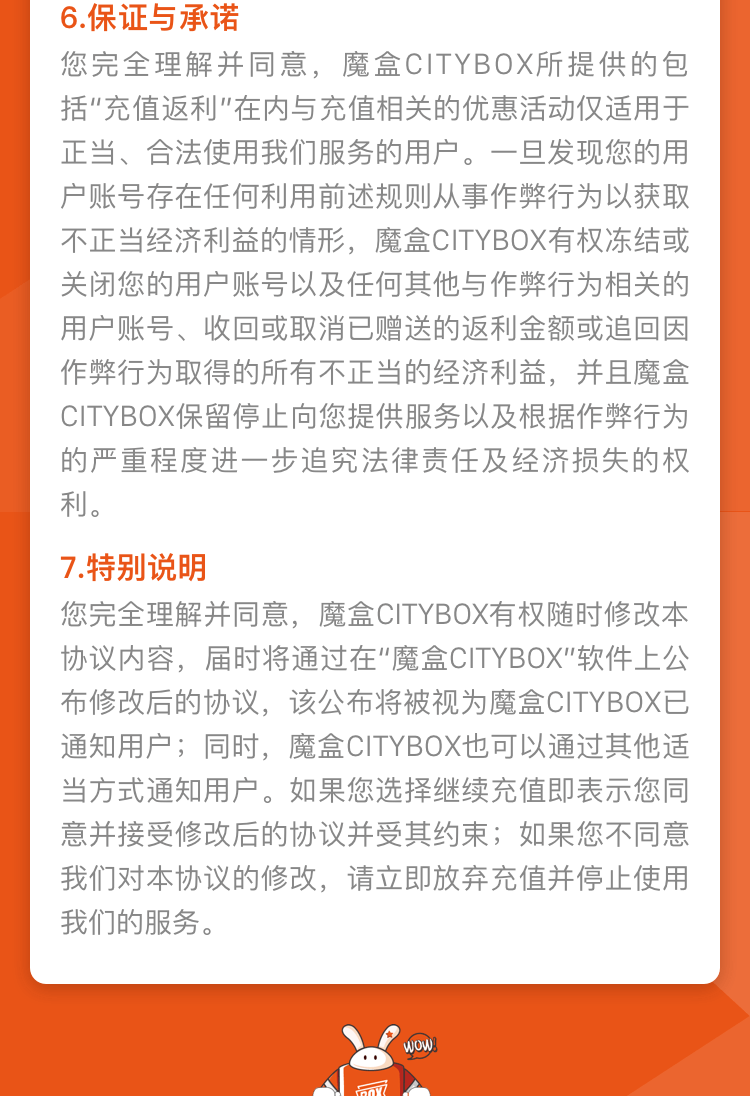 6.保证与承诺
您完全理解并同意，魔盒CITYBOX所提供的包
括“充值返利”在内与充值相关的优惠活动仅适用于
正当、合法使用我们服务的用户。一旦发现您的用
户账号存在任何利用前述规则从事作弊行为以获取
不正当经济利益的情形，魔盒CITYBOX有权冻结或
关闭您的用户账号以及任何其他与作弊行为相关的
用户账号、收回或取消已赠送的返利金额或追回因
作弊行为取得的所有不正当的经济利益，并且魔盒
CITYBOX保留停止向您提供服务以及根据作弊行为
的严重程度进一步追究法律责任及经济损失的权
利。
7.特别说明
您完全理解并同意，魔盒CITYBOX有权随时修改本
协议内容，届时将通过在“魔盒CITYBOX”软件上公
布修改后的协议，该公布将被视为魔盒CITYBOX已
通知用户；同时，魔盒CITYBOX也可以通过其他适
当方式通知用户。如果您选择继续充值即表示您同
意并接受修改后的协议并受其约束；如果您不同意
我们对本协议的修改，请立即放弃充值并停止使用
我们的服务。
WOW!
BOX